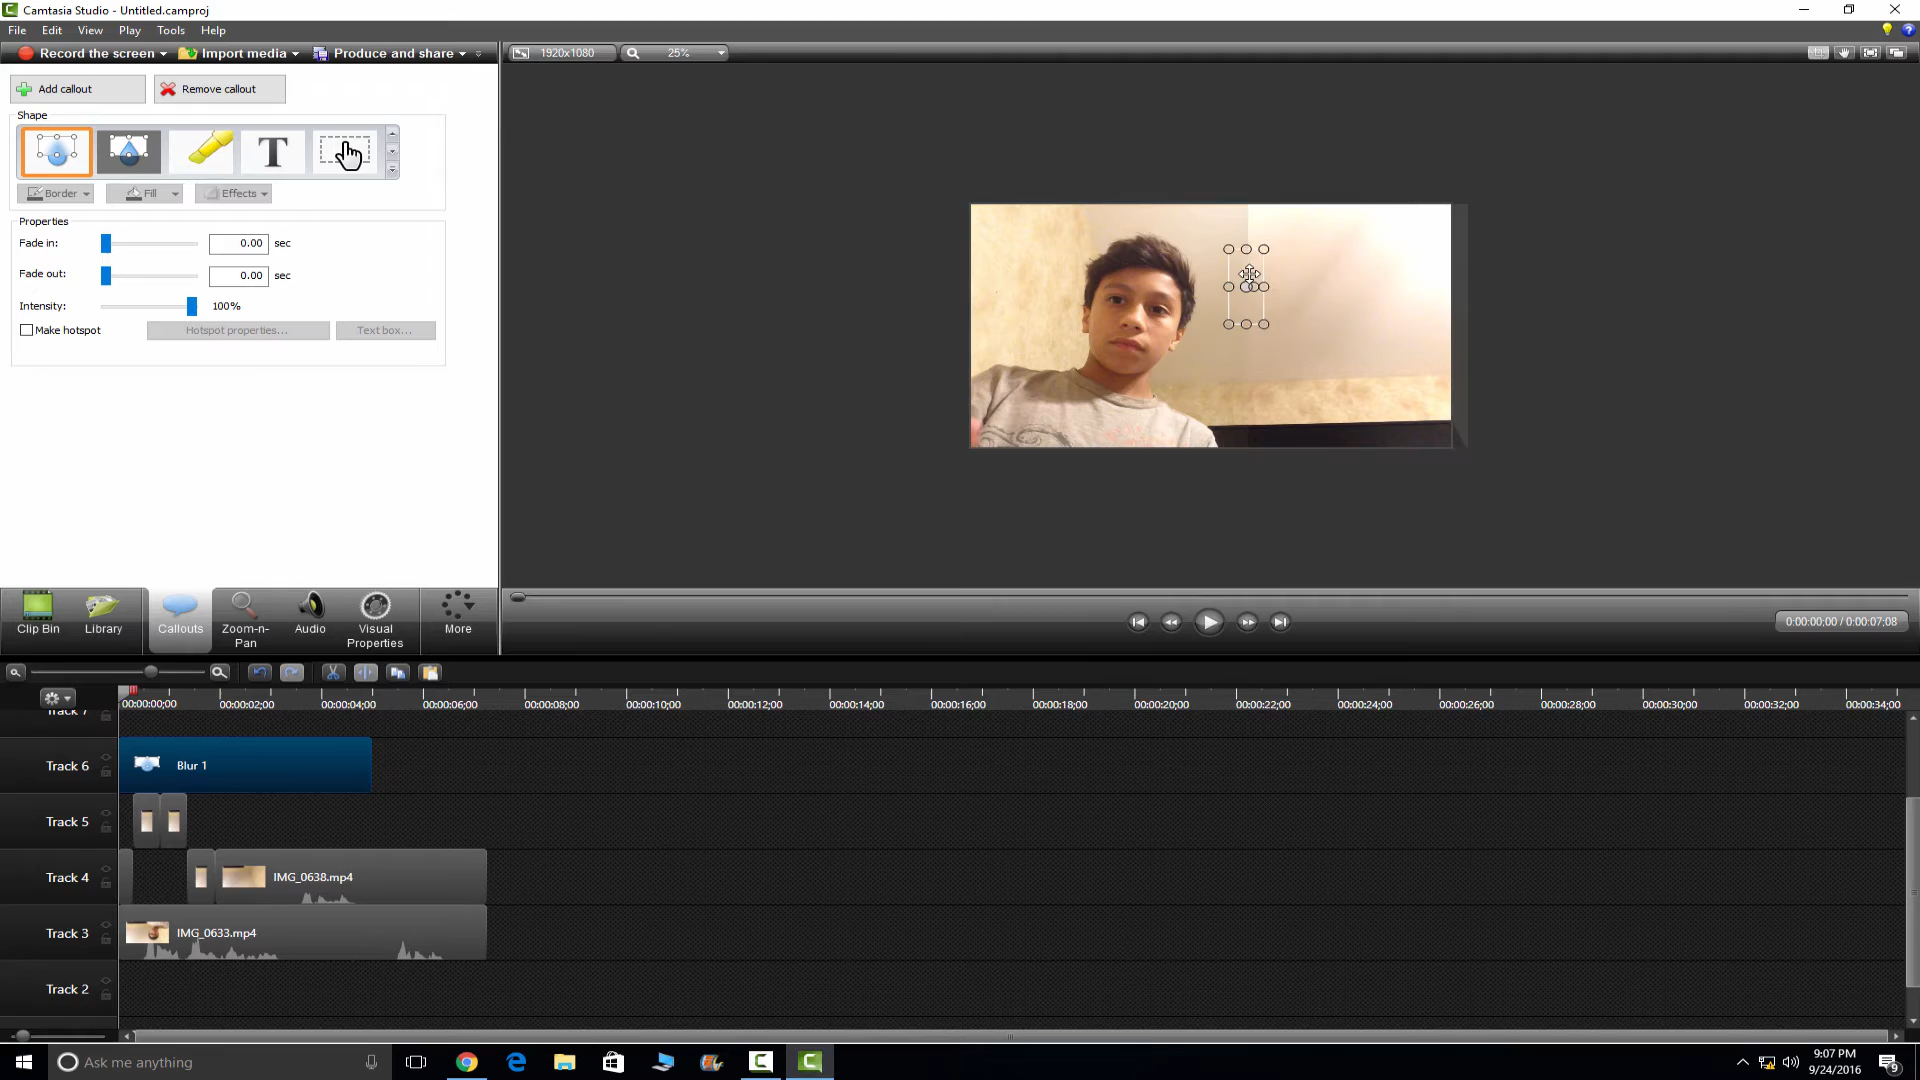 Camtasia Studio - Untitled.camproj
File Edit View Play Tools Help
Record the screen Import media Produce and share
1920x1080 25%
Add callout Remove callout
Shape
T
Border Fill Effects
Properties
Fade in: 0.00 sec
Fade out: 0.00 sec
Intensity: 100%
Make hotspot Hotspot properties... Text box...
Clip Bin Library Callouts Zoom-n-Pan Audio Visual Properties More
0:00:00;00 / 0:00:07;08
00:00:00;00 00:00:02;00 00:00:04;00 00:00:06;00 00:00:08;00 00:00:10;00 00:00:12;00 00:00:14;00 00:00:16;00 00:00:18;00 00:00:20;00 00:00:22;00 00:00:24;00 00:00:26;00 00:00:28;00 00:00:30;00 00:00:32;00 00:00:34;00
Track 7
Track 6 Blur 1
Track 5
Track 4 IMG_0638.mp4
Track 3 IMG_0633.mp4
Track 2
Ask me anything
9:07 PM
9/24/2016
9